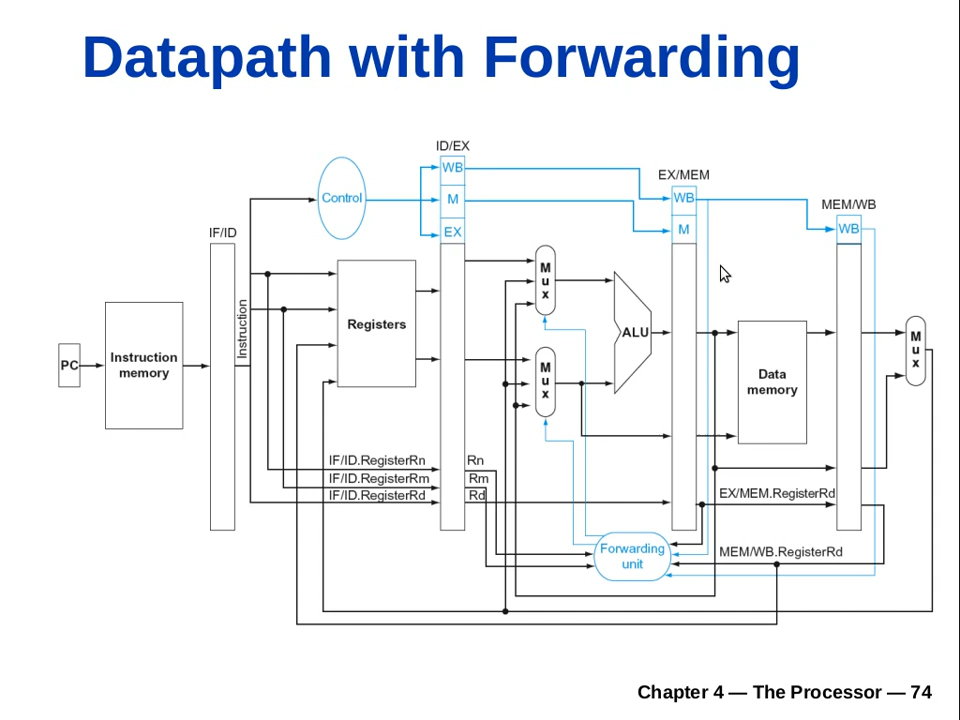 Datapath with Forwarding
ID/EX
WB
EX/MEM
Control
M
WB
MEM/WB
IF/ID
EX
M
WB
M
u
x
Instruction
Registers
ALU
M
u
x
PC
Instruction
memory
M
u
x
Data
memory
IF/ID.RegisterRn
Rn
IF/ID.RegisterRm
Rm
IF/ID.RegisterRd
Rd
EX/MEM.RegisterRd
Forwarding
unit
MEM/WB.RegisterRd
Chapter 4 — The Processor — 74